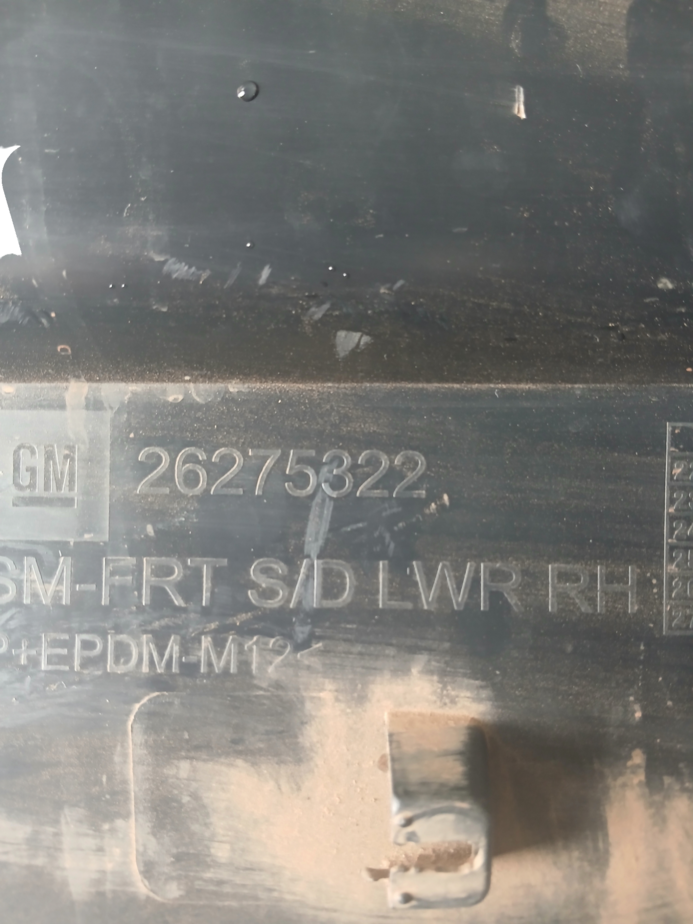 GM 26275322
SM-FRT S/D LWR RH
P+EPDM-M12<